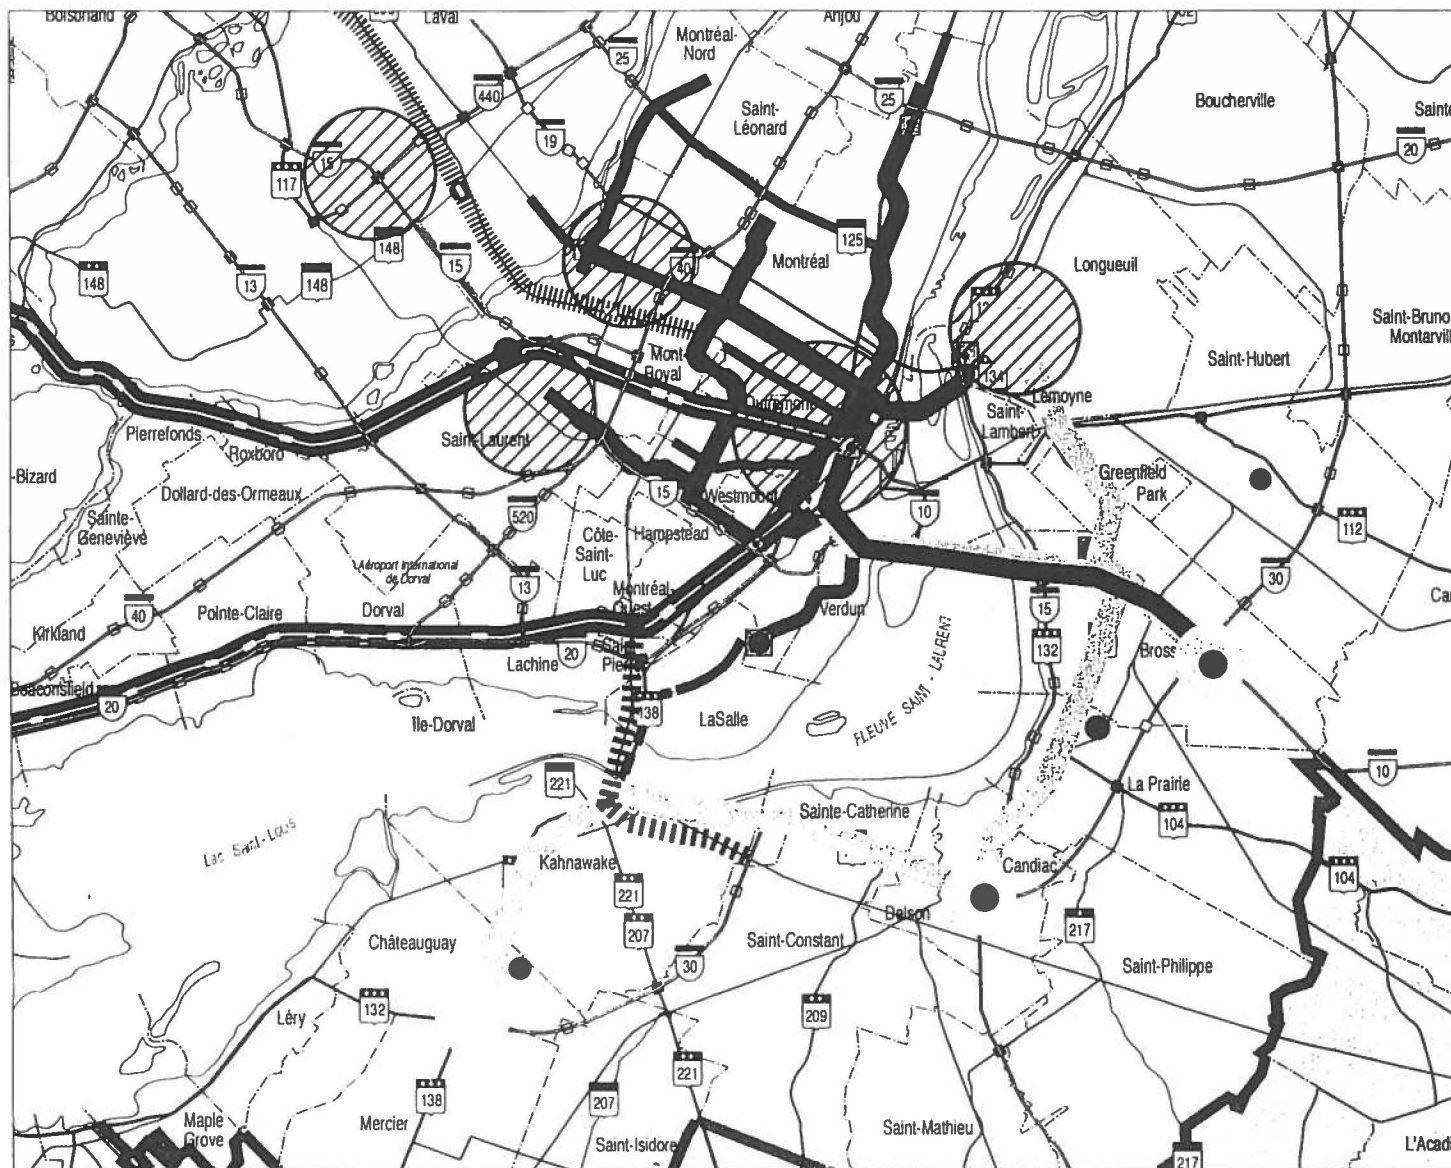 Boisbriand
Laval
Anjou
Montréal-
Nord
25
440
19
Saint-
Léonard
25
Boucherville
20
15
117
148
148
13
148
15
40
125
Montréal
Longueuil
Saint-Bruno
Montarvill
Saint-Hubert
134
Mont-
Royal
Outremont
Lemoyne
Saint-
Lambert
Pierrefonds
Roxboro
Saint-Laurent
-Bizard
Dollard-des-Ormeaux
Sainte-
Geneviève
520
15
Westmount
Hampstead
Côte-
Saint-
Luc
10
Greenfield
Park
112
30
Aéroport international
de Dorval
13
Montréal-
Ouest
Verdun
15
132
Bross
40
Pointe-Claire
Dorval
Kirkland
Lachine
20
Saint-
Pierre
Beaconsfield
20
Île-Dorval
138
LaSalle
FLEUVE SAINT-LAURENT
221
Sainte-Catherine
La Prairie
10
104
Lac Saint-Louis
Kahnawake
221
207
Candiac
104
Delson
217
Châteauguay
30
Saint-Constant
Saint-Philippe
Léry
132
209
221
138
207
Maple
Grove
Mercier
Saint-Isidore
Saint-Mathieu
217
L'Acad